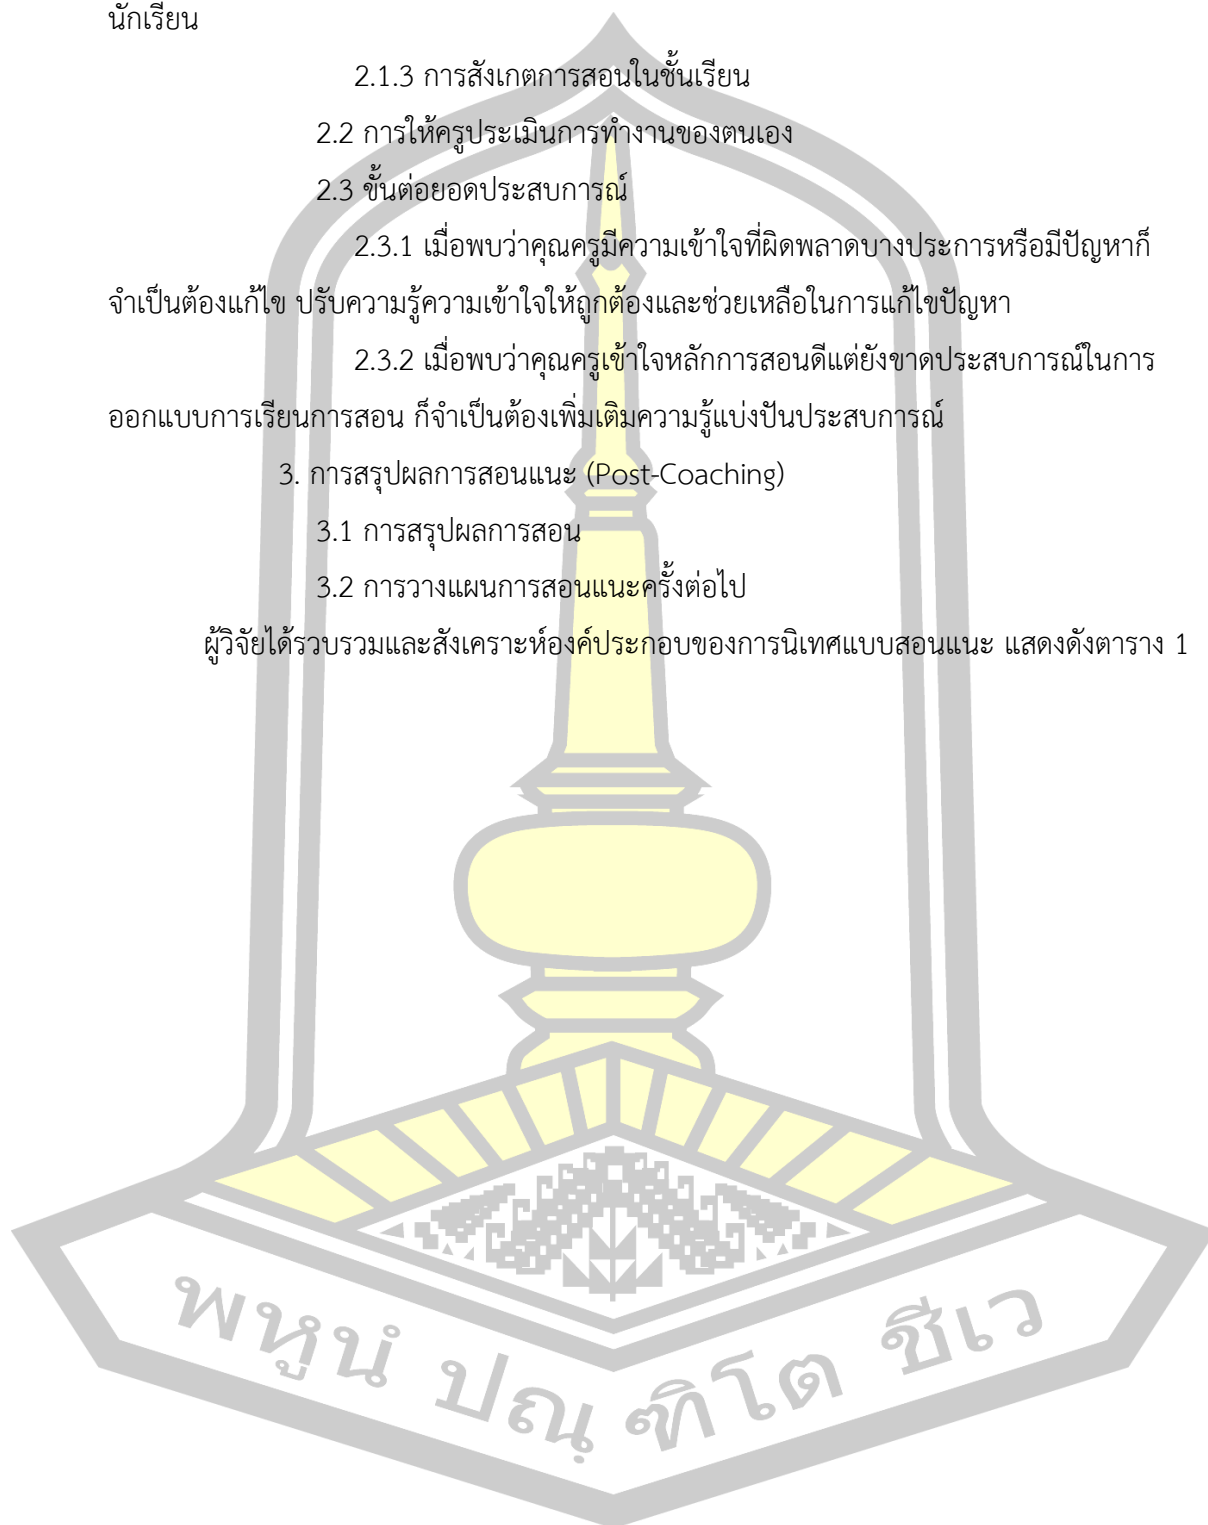 นักเรียน
2.1.3 การสังเกตการสอนในชั้นเรียน
2.2 การให้ครูประเมินการทำงานของตนเอง
2.3 ขั้นต่อยอดประสบการณ์
2.3.1 เมื่อพบว่าคุณครูมีความเข้าใจที่ผิดพลาดบางประการหรือมีปัญหาก็
จำเป็นต้องแก้ไข ปรับความรู้ความเข้าใจให้ถูกต้องและช่วยเหลือในการแก้ไขปัญหา
2.3.2 เมื่อพบว่าคุณครูเข้าใจหลักการสอนดีแต่ยังขาดประสบการณ์ในการ
ออกแบบการเรียนการสอน ก็จำเป็นต้องเพิ่มเติมความรู้แบ่งปันประสบการณ์
3. การสรุปผลการสอนแนะ (Post-Coaching)
3.1 การสรุปผลการสอน
3.2 การวางแผนการสอนแนะครั้งต่อไป
ผู้วิจัยได้รวบรวมและสังเคราะห์องค์ประกอบของการนิเทศแบบสอนแนะ แสดงดังตาราง 1
พหูนํ ปณฺ ฑิโต ชีเว